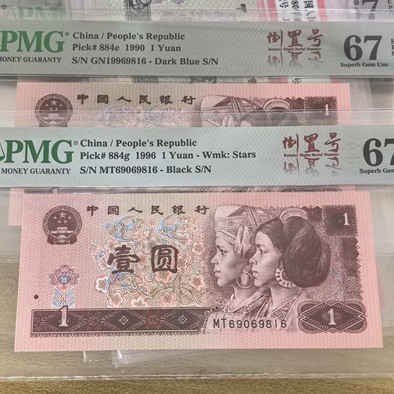 PMG
MONEY GUARANTY
China / People's Republic
Pick# 884e 1990 1 Yuan
S/N GN19969816 - Dark Blue S/N
倒置号
67
Superb Gem Unc
中国人民银行
1
PMG
MONEY GUARANTY
China / People's Republic
Pick# 884g 1996 1 Yuan - Wmk: Stars
S/N MT69069816 - Black S/N
倒置号
67
Superb Gem
中国人民银行
1
壹圆
1
MT69069816
1